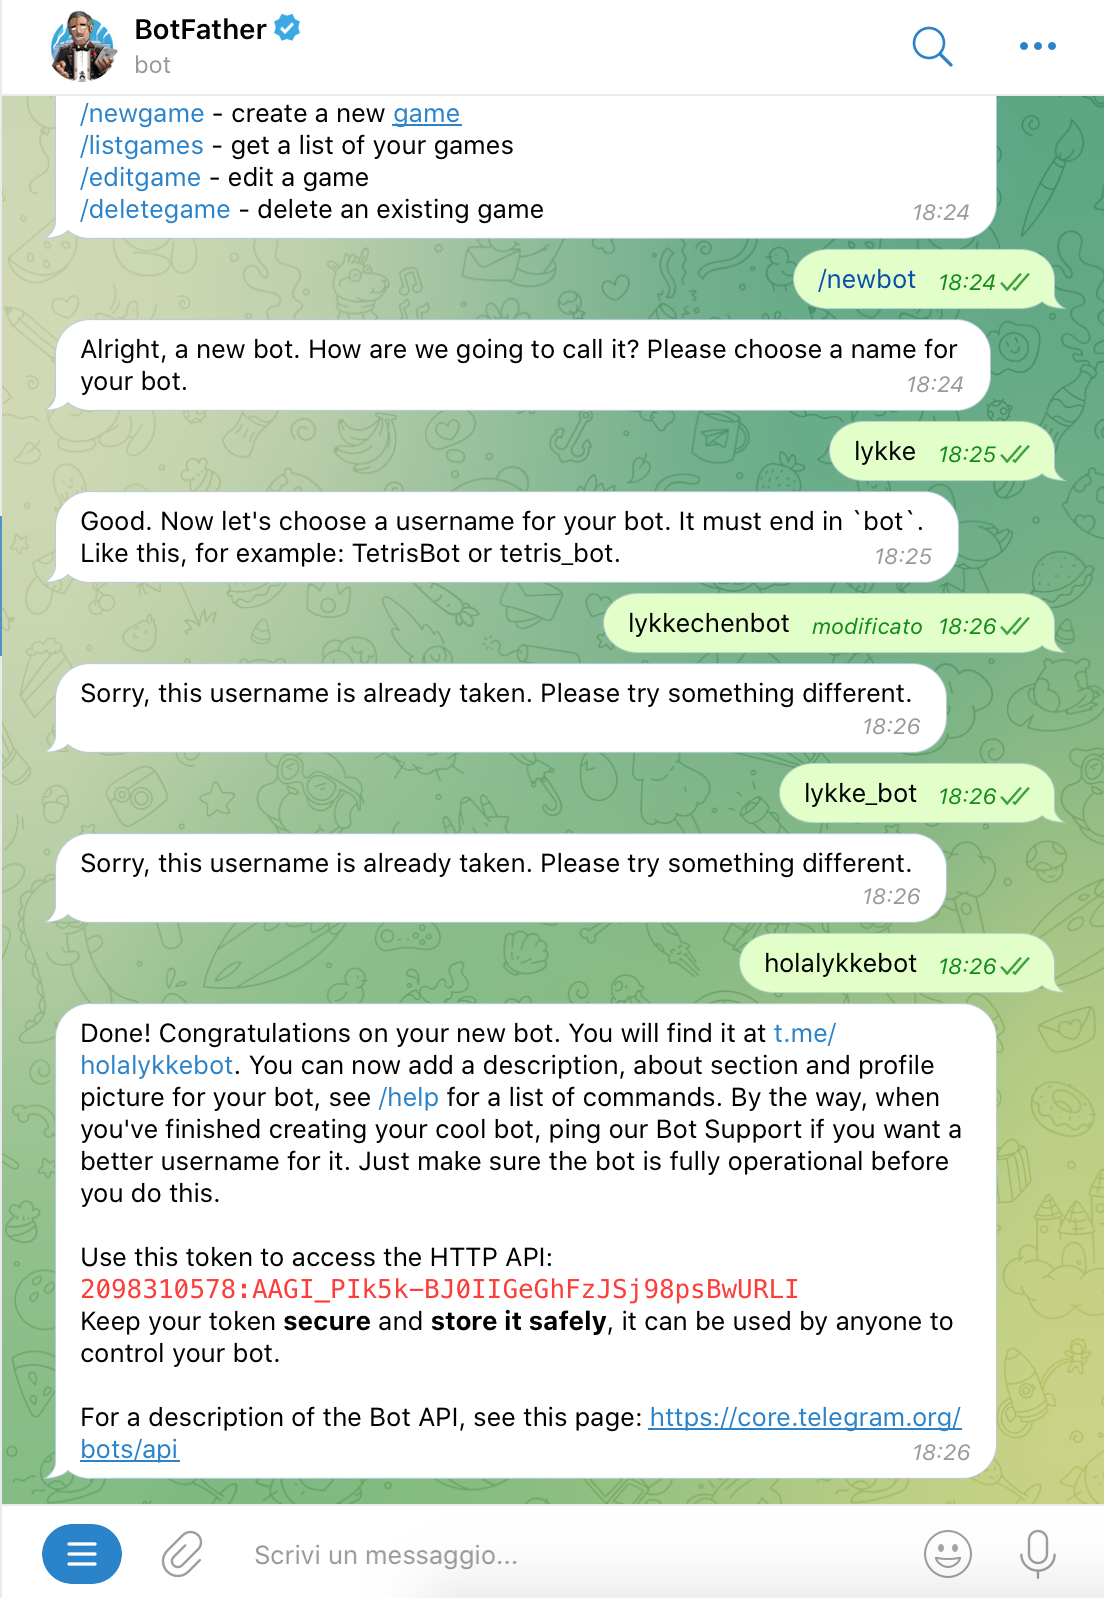 BotFather
bot
/newgame - create a new game
/listgames - get a list of your games
/editgame - edit a game
/deletegame - delete an existing game
18:24
/newbot 18:24
Alright, a new bot. How are we going to call it? Please choose a name for
your bot. 18:24
lykke 18:25
Good. Now let's choose a username for your bot. It must end in `bot`.
Like this, for example: TetrisBot or tetris_bot. 18:25
lykkechenbot modificato 18:26
Sorry, this username is already taken. Please try something different.
18:26
lykke_bot 18:26
Sorry, this username is already taken. Please try something different.
18:26
holalykkebot 18:26
Done! Congratulations on your new bot. You will find it at t.me/
holalykkebot. You can now add a description, about section and profile
picture for your bot, see /help for a list of commands. By the way, when
you've finished creating your cool bot, ping our Bot Support if you want a
better username for it. Just make sure the bot is fully operational before
you do this.
Use this token to access the HTTP API:
2098310578:AAGI_PIk5k-BJ0IIGeGhFzJSj98psBwURLI
Keep your token secure and store it safely, it can be used by anyone to
control your bot.
For a description of the Bot API, see this page: https://core.telegram.org/
bots/api 18:26
Scrivi un messaggio...